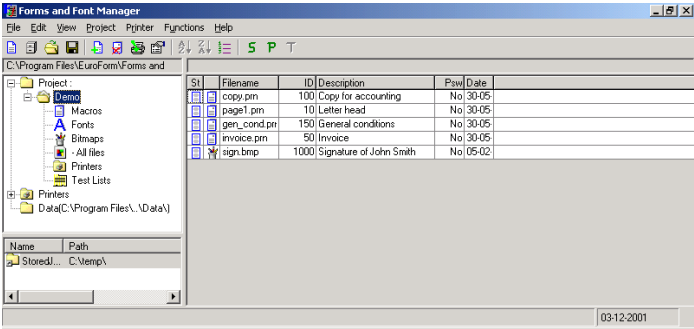 Forms and Font Manager
File Edit View Project Printer Functions Help
S P T
C:\Program Files\EuroForm\Forms and
Project :
Demo
Macros
Fonts
Bitmaps
- All files
Printers
Test Lists
Printers
Data(C:\Program Files\..\Data\)
St Filename ID Description Psw Date
copy.prn 100 Copy for accounting No 30-05-
page1.prn 10 Letter head No 30-05-
gen_cond.prn 150 General conditions No 30-05-
invoice.prn 50 Invoice No 30-05-
sign.bmp 1000 Signature of John Smith No 05-02-
Name Path
StoredJ... C:\temp\
03-12-2001